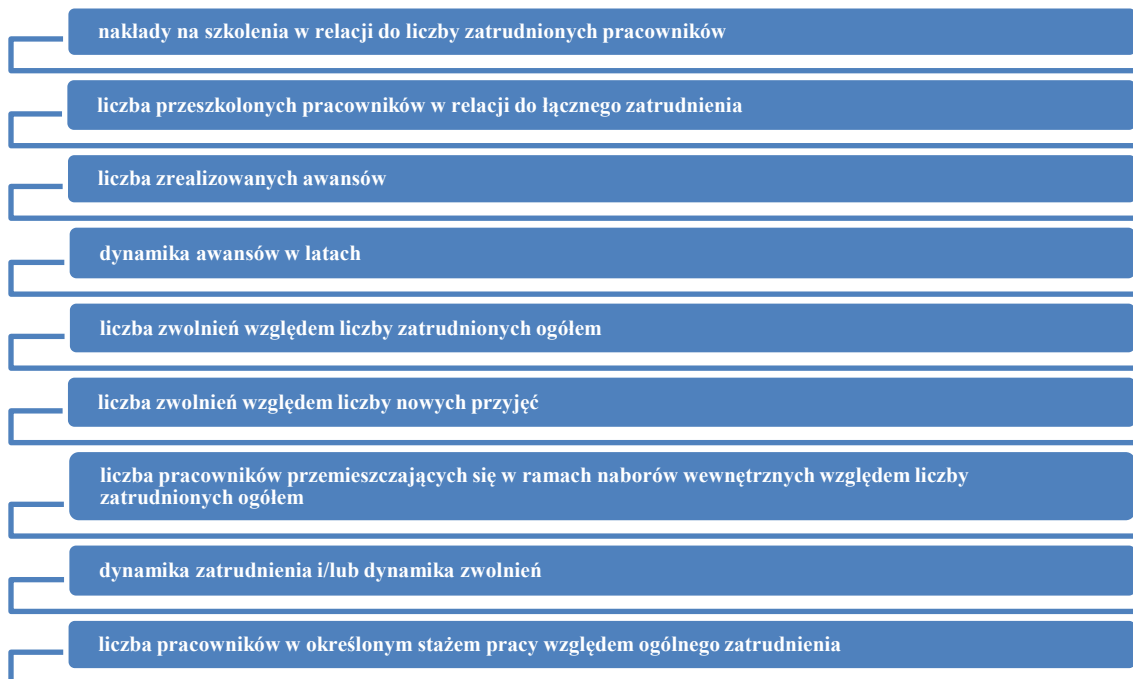 nakłady na szkolenia w relacji do liczby zatrudnionych pracowników
liczba przeszkolonych pracowników w relacji do łącznego zatrudnienia
liczba zrealizowanych awansów
dynamika awansów w latach
liczba zwolnień względem liczby zatrudnionych ogółem
liczba zwolnień względem liczby nowych przyjęć
liczba pracowników przemieszczających się w ramach naborów wewnętrznych względem liczby
zatrudnionych ogółem
dynamika zatrudnienia i/lub dynamika zwolnień
liczba pracowników w określonym stażem pracy względem ogólnego zatrudnienia